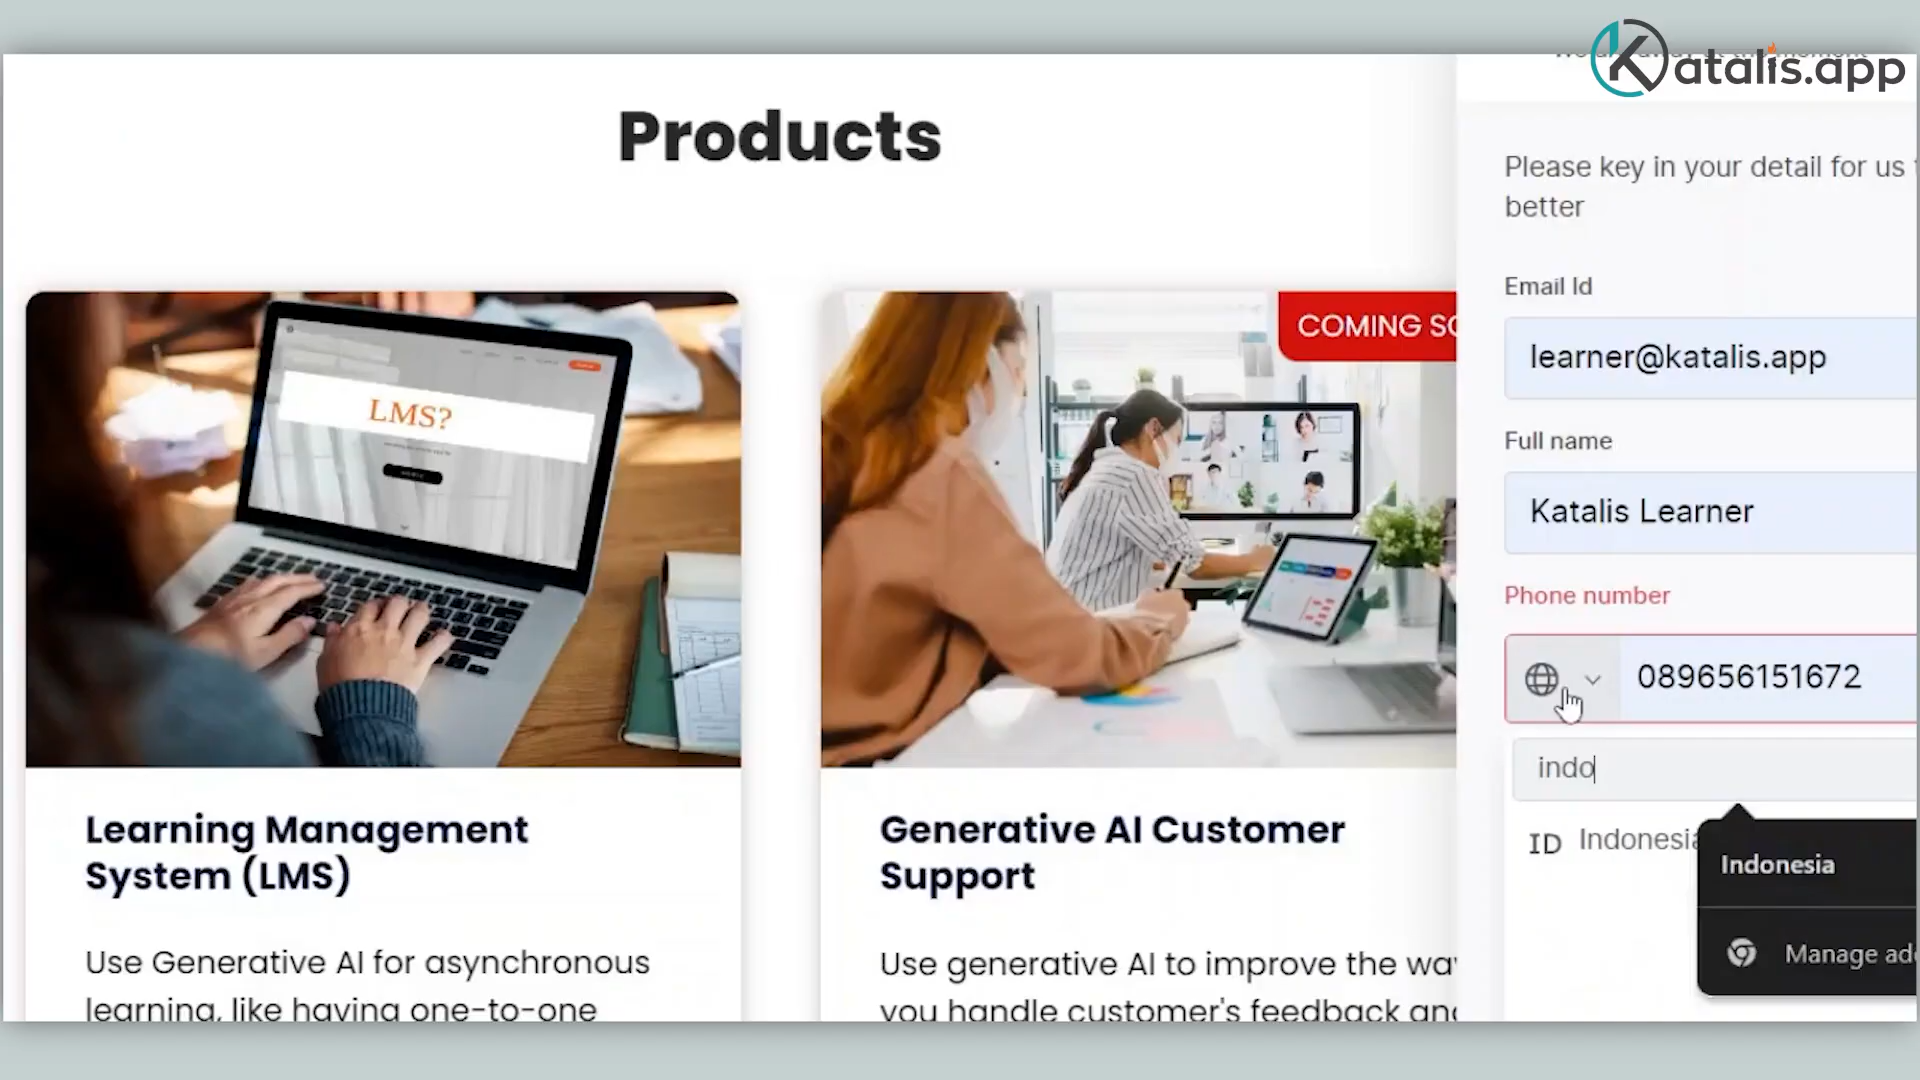 Katalis.app
Products
Please key in your detail for us
better
Email Id
learner@katalis.app
Full name
Katalis Learner
Phone number
089656151672
indo
ID Indonesia
Indonesia
Manage
COMING
LMS?
Learning Management
System (LMS)
Use Generative AI for asynchronous
learning, like having one-to-one
Generative AI Customer
Support
Use generative AI to improve the way
you handle customer's feedback and